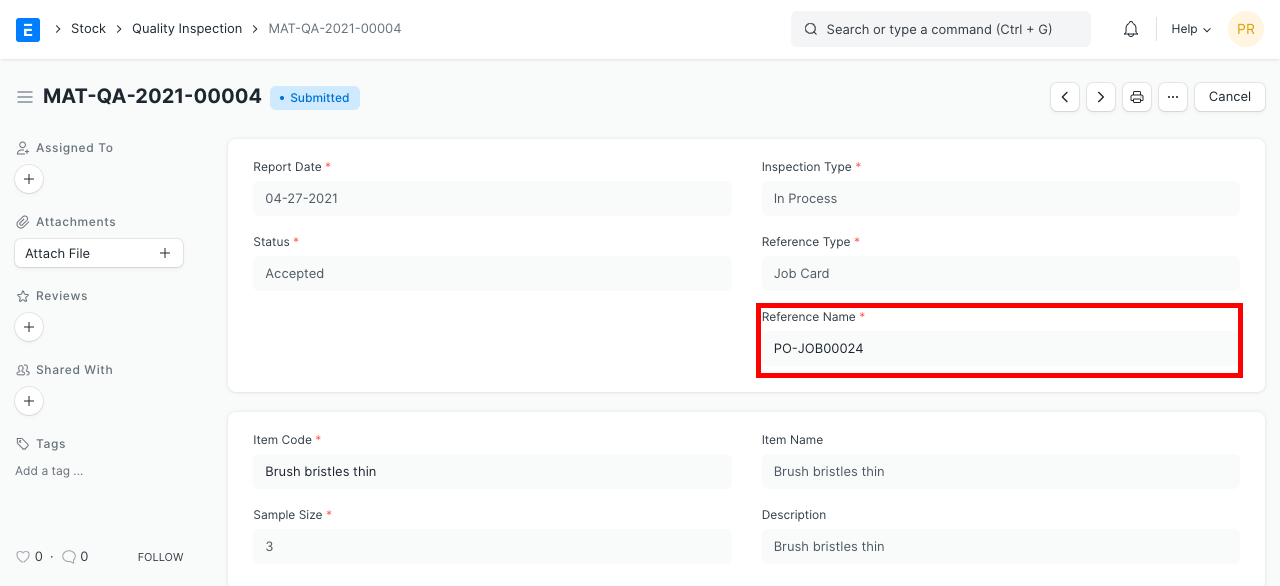 E
Stock
Quality Inspection
MAT-QA-2021-00004
Search or type a command (Ctrl + G)
Help
PR
MAT-QA-2021-00004
• Submitted
Cancel
Assigned To
Attachments
Attach File
Reviews
Shared With
Tags
Add a tag ...
0 · 0
FOLLOW
Report Date *
04-27-2021
Inspection Type *
In Process
Status *
Accepted
Reference Type *
Job Card
Reference Name *
PO-JOB00024
Item Code *
Brush bristles thin
Item Name
Brush bristles thin
Sample Size *
3
Description
Brush bristles thin